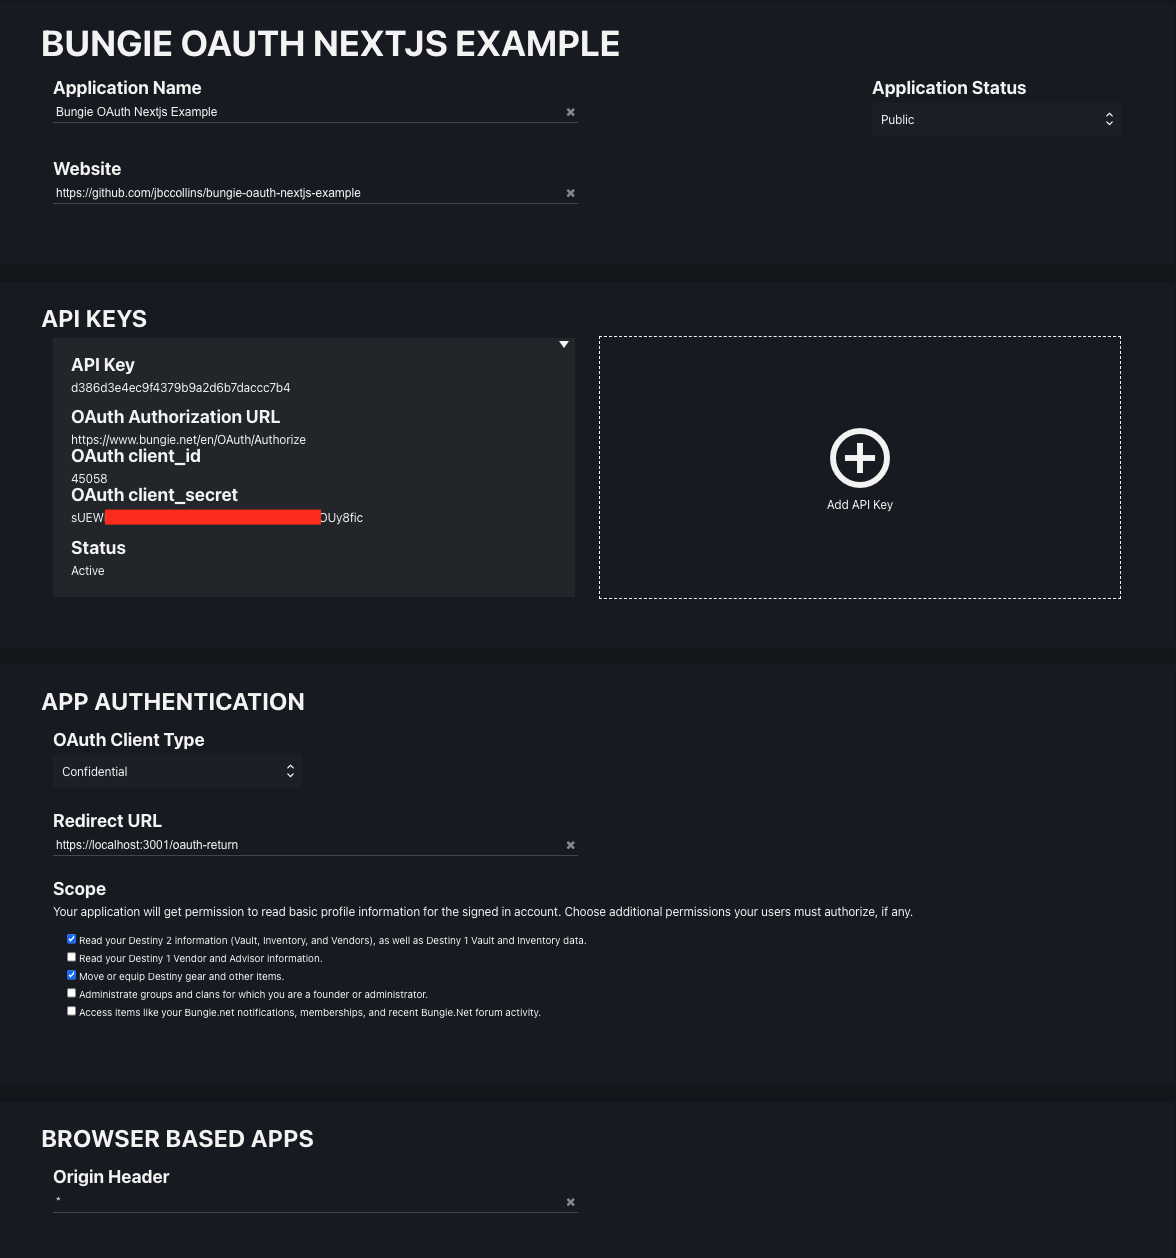 BUNGIE OAUTH NEXTJS EXAMPLE
Application Name
Bungie OAuth Nextjs Example
Application Status
Public
Website
https://github.com/jbccollins/bungie-oauth-nextjs-example
API KEYS
API Key
d386d3e4ec9f4379b9a2d6b7daccc7b4
OAuth Authorization URL
https://www.bungie.net/en/OAuth/Authorize
OAuth client_id
45058
OAuth client_secret
sUEW
Uy8fic
Status
Active
Add API Key
APP AUTHENTICATION
OAuth Client Type
Confidential
Redirect URL
https://localhost:3001/oauth-return
Scope
Your application will get permission to read basic profile information for the signed in account. Choose additional permissions your users must authorize, if any.
Read your Destiny 2 information (Vault, Inventory, and Vendors), as well as Destiny 1 Vault and Inventory data.
Read your Destiny 1 Vendor and Advisor information.
Move or equip Destiny gear and other items.
Administrate groups and clans for which you are a founder or administrator.
Access items like your Bungie.net notifications, memberships, and recent Bungie.Net forum activity.
BROWSER BASED APPS
Origin Header
*